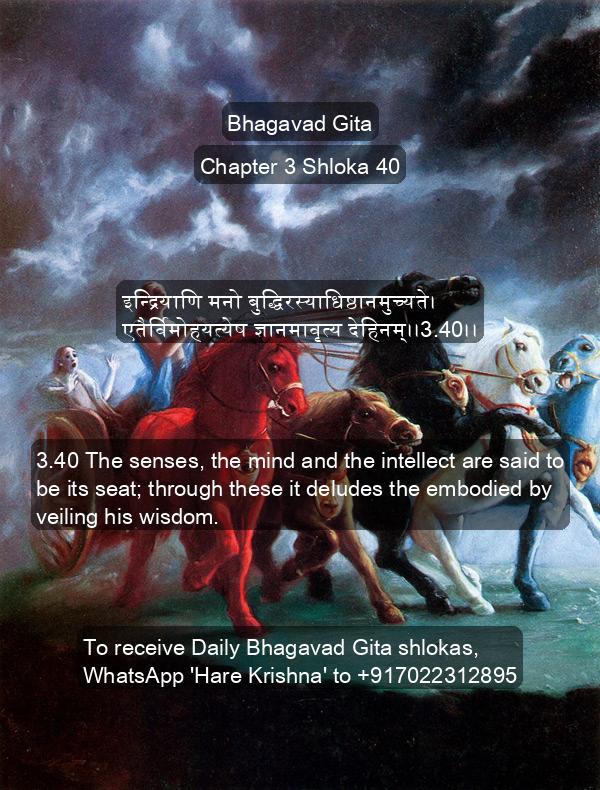 Bhagavad Gita
Chapter 3 Shloka 40
इन्द्रियाणि मनो बुद्धिरस्याधिष्ठानमुच्यते।
एतैर्विमोहयत्येष ज्ञानमावृत्य देहिनम्।।3.40।।
3.40 The senses, the mind and the intellect are said to
be its seat; through these it deludes the embodied by
veiling his wisdom.
To receive Daily Bhagavad Gita shlokas,
WhatsApp 'Hare Krishna' to +917022312895